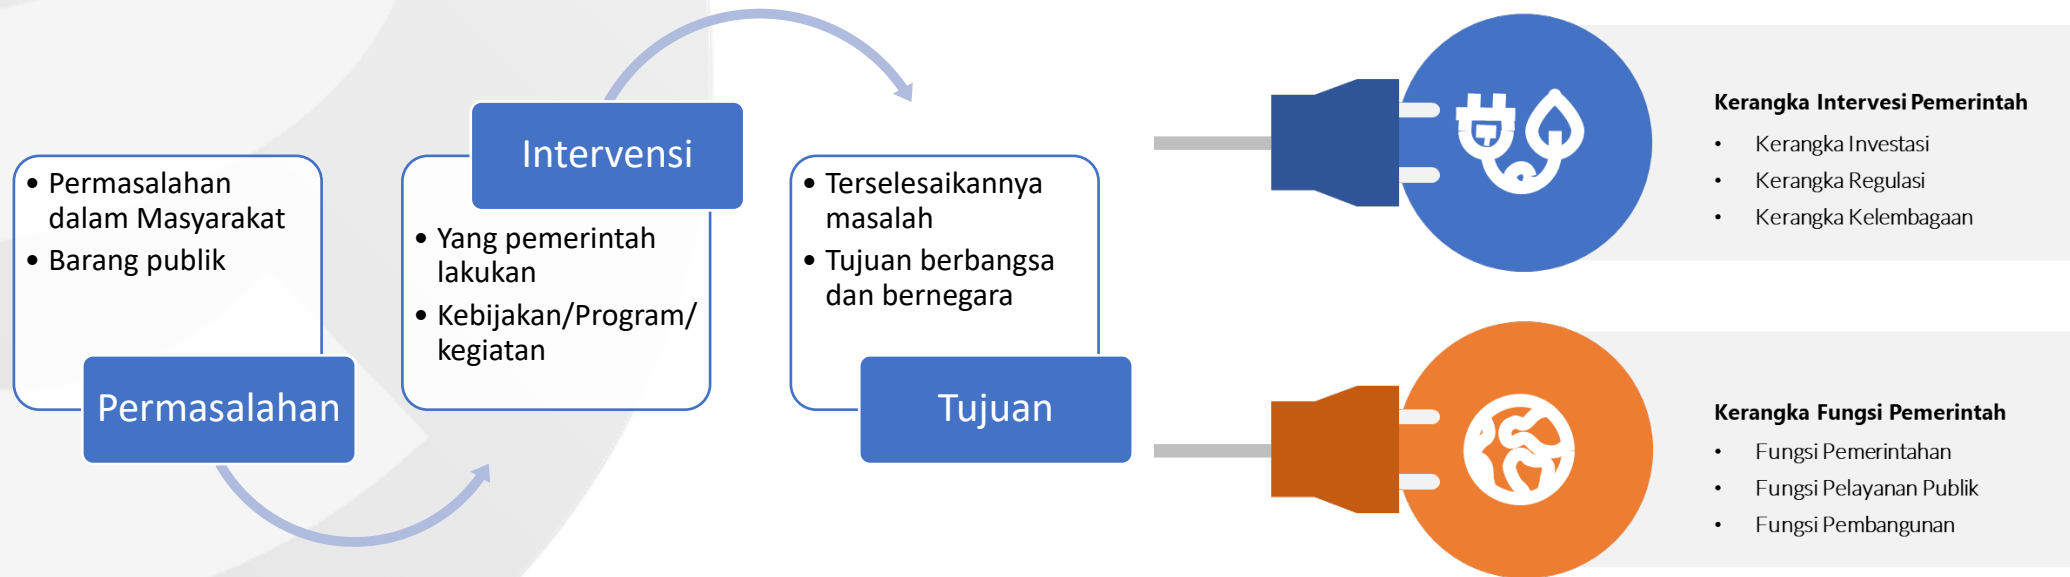 • Permasalahan
dalam Masyarakat
• Barang publik
Permasalahan
Intervensi
• Yang pemerintah
lakukan
• Kebijakan/Program/
kegiatan
• Terselesaikannya
masalah
• Tujuan berbangsa
dan bernegara
Tujuan
Kerangka Intervesi Pemerintah
• Kerangka Investasi
• Kerangka Regulasi
• Kerangka Kelembagaan
Kerangka Fungsi Pemerintah
• Fungsi Pemerintahan
• Fungsi Pelayanan Publik
• Fungsi Pembangunan